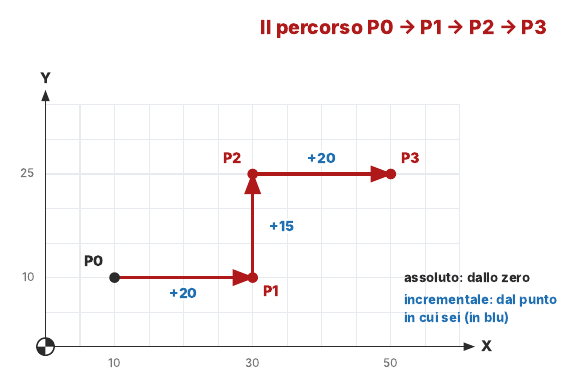 Il percorso P0 → P1 → P2 → P3
Y
P2
+20
P3
25
+15
P0
10
+20
P1
assoluto: dallo zero
incrementale: dal punto
in cui sei (in blu)
X
10
30
50